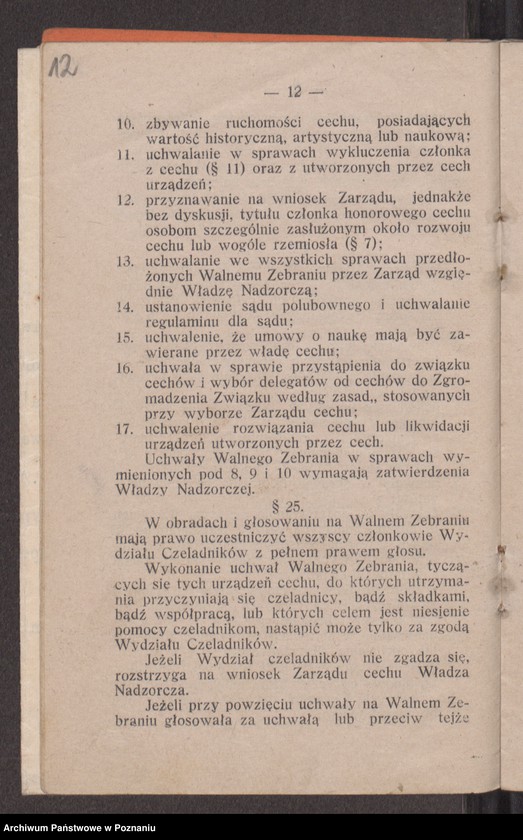 12
— 12 —
10. zbywanie ruchomości cechu, posiadających
wartość historyczną, artystyczną lub naukową;
11. uchwalanie w sprawach wykluczenia członka
z cechu (§ 11) oraz z utworzonych przez cech
urządzeń;
12. przyznawanie na wniosek Zarządu, jednakże
bez dyskusji, tytułu członka honorowego cechu
osobom szczególnie zasłużonym około rozwoju
cechu lub wogóle rzemiosła (§ 7);
13. uchwalanie we wszystkich sprawach przedło-
żonych Walnemu Zebraniu przez Zarząd wzglę-
dnie Władzę Nadzorczą;
14. ustanowienie sądu polubownego i uchwalanie
regulaminu dla sądu;
15. uchwalenie, że umowy o naukę mają być za-
wierane przez władzę cechu;
16. uchwała w sprawie przystąpienia do związku
cechów i wybór delegatów od cechów do Zgro-
madzenia Związku według zasad,, stosowanych
przy wyborze Zarządu cechu;
17. uchwalenie rozwiązania cechu lub likwidacji
urządzeń utworzonych przez cech.
Uchwały Walnego Zebrania w sprawach wy-
mienionych pod 8, 9 i 10 wymagają zatwierdzenia
Władzy Nadzorczej.
§ 25.
W obradach i głosowaniu na Walnem Zebraniu
mają prawo uczestniczyć wszyscy członkowie Wy-
działu Czeladników z pełnem prawem głosu.
Wykonanie uchwał Walnego Zebrania, tyczą-
cych sie tych urządzeń cechu, do których utrzyma-
nia przyczyniają się czeladnicy, bądź składkami,
bądź współpracą, lub których celem jest niesienie
pomocy czeladnikom, nastąpić może tylko za zgodą
Wydziału Czeladników.
Jeżeli Wydział czeladników nie zgadza się,
rozstrzyga na wniosek Zarządu cechu Władza
Nadzorcza.
Jeżeli przy powzięciu uchwały na Walnem Ze-
braniu głosowała za uchwałą lub przeciw tejże
Archiwum Państwowe w Poznaniu